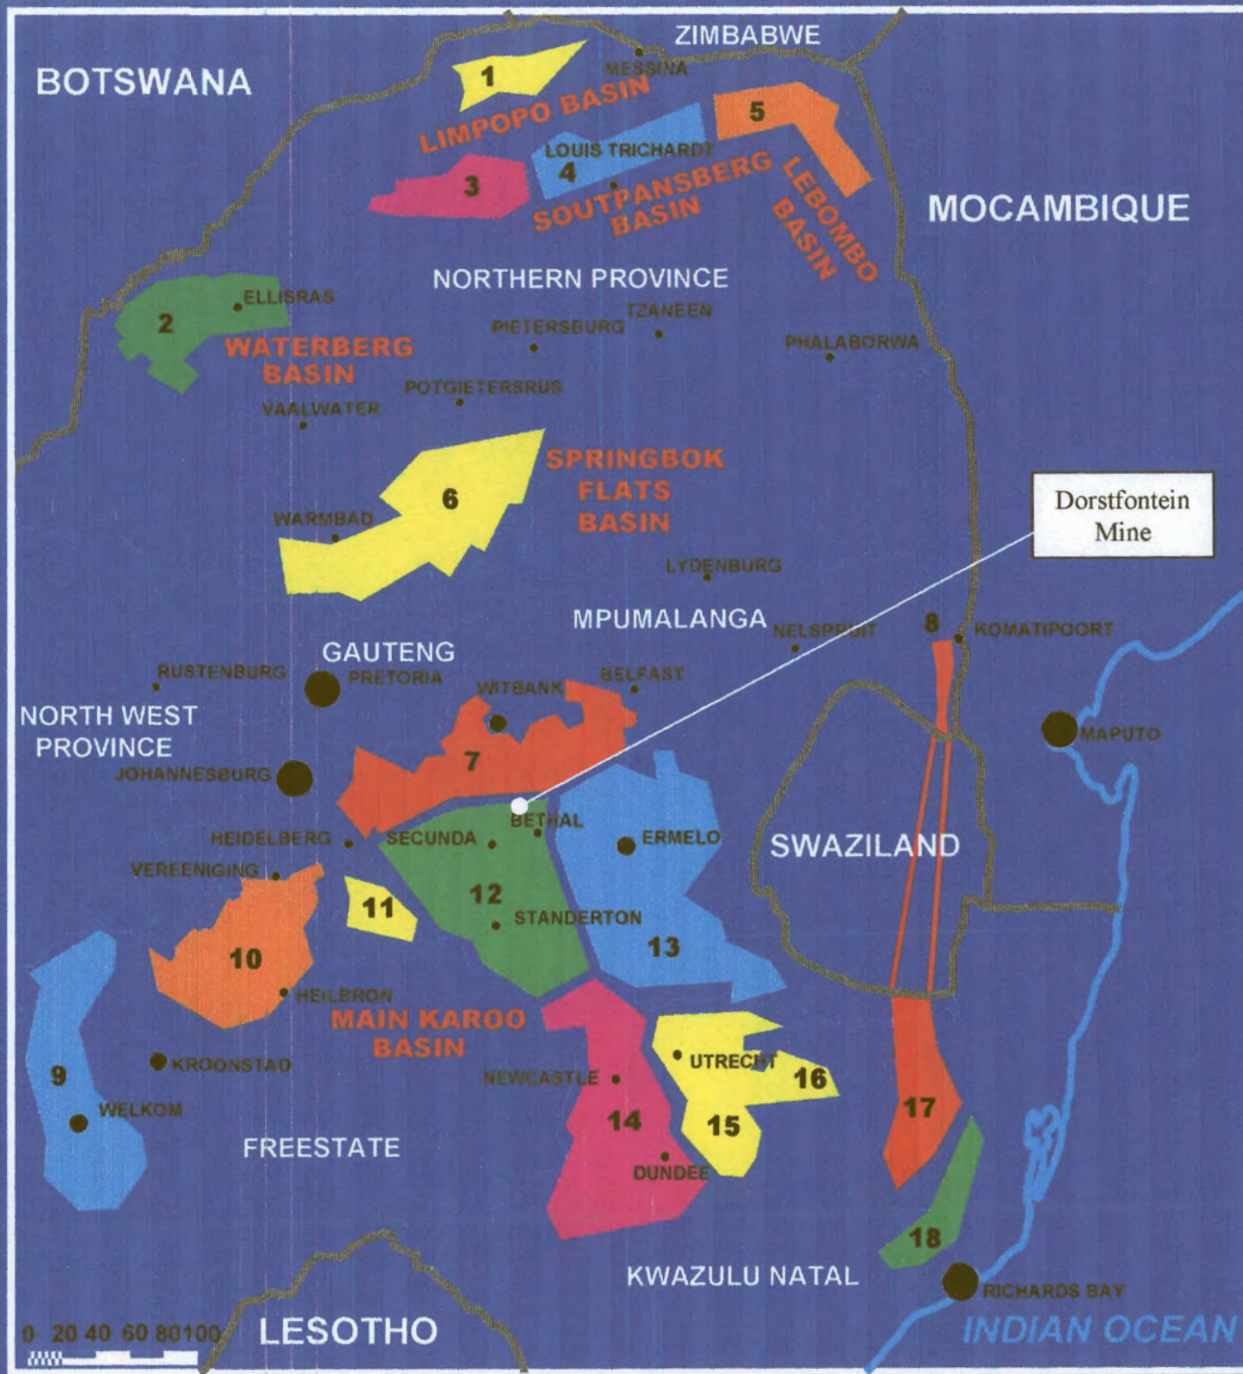 ZIMBABWE
BOTSWANA
MESSINA
1
LIMPOPO BASIN
5
LOUIS TRICHARDT
3
4
SOUTPANSBERG
BASIN
LEBOMBO
BASIN
MOCAMBIQUE
NORTHERN PROVINCE
ELLISRAS
2
WATERBERG
BASIN
PIETERSBURG
TZANEEN
PHALABORWA
POTGIETERSRUS
VAALWATER
SPRINGBOK
FLATS
BASIN
6
WARMBAD
Dorstfontein
Mine
LYDENBURG
MPUMALANGA
NELSPRUIT
8
KOMATIPOORT
GAUTENG
RUSTENBURG
PRETORIA
WITBANK
BELFAST
NORTH WEST
PROVINCE
7
MAPUTO
JOHANNESBURG
HEIDELBERG
SECUNDA
BETHAL
ERMELO
SWAZILAND
VEREENIGING
11
12
STANDERTON
10
13
HEILBRON
MAIN KAROO
BASIN
9
KROONSTAD
UTRECHT
NEWCASTLE
16
WELKOM
14
15
17
FREESTATE
DUNDEE
18
KWAZULU NATAL
RICHARDS BAY
INDIAN OCEAN
LESOTHO
0 20 40 60 80 100